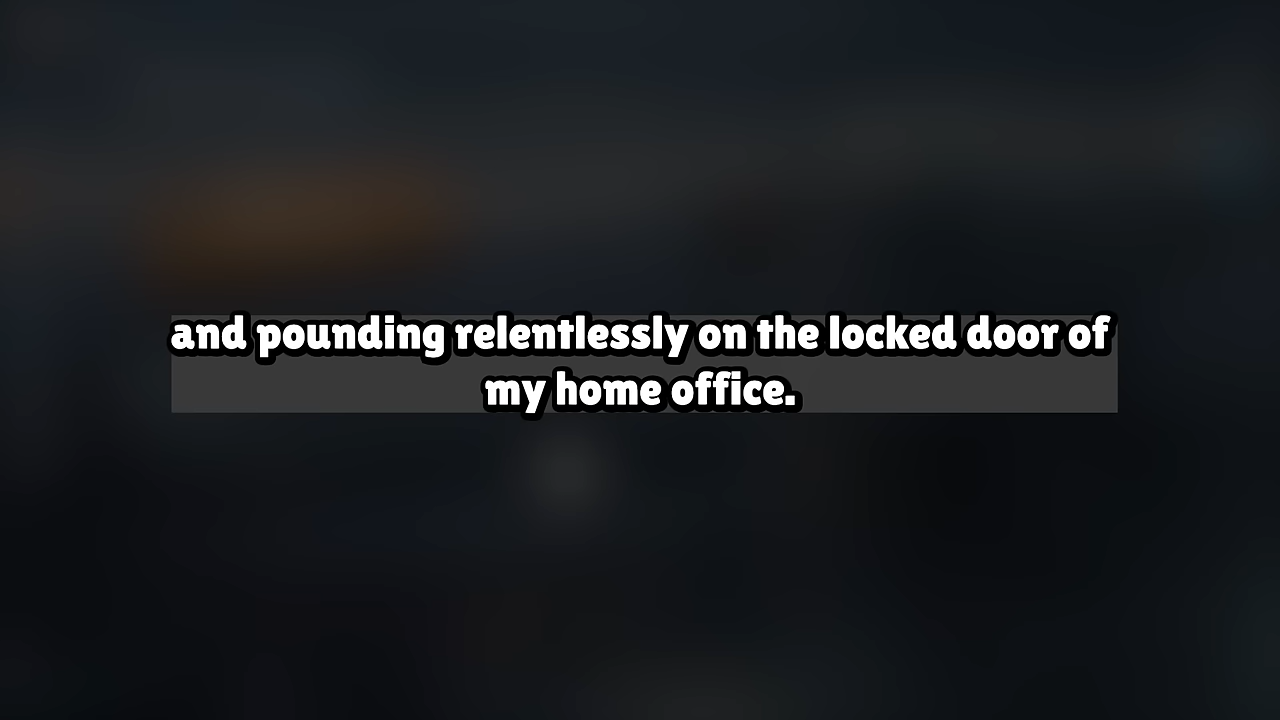 and pounding relentlessly on the locked door of
my home office.